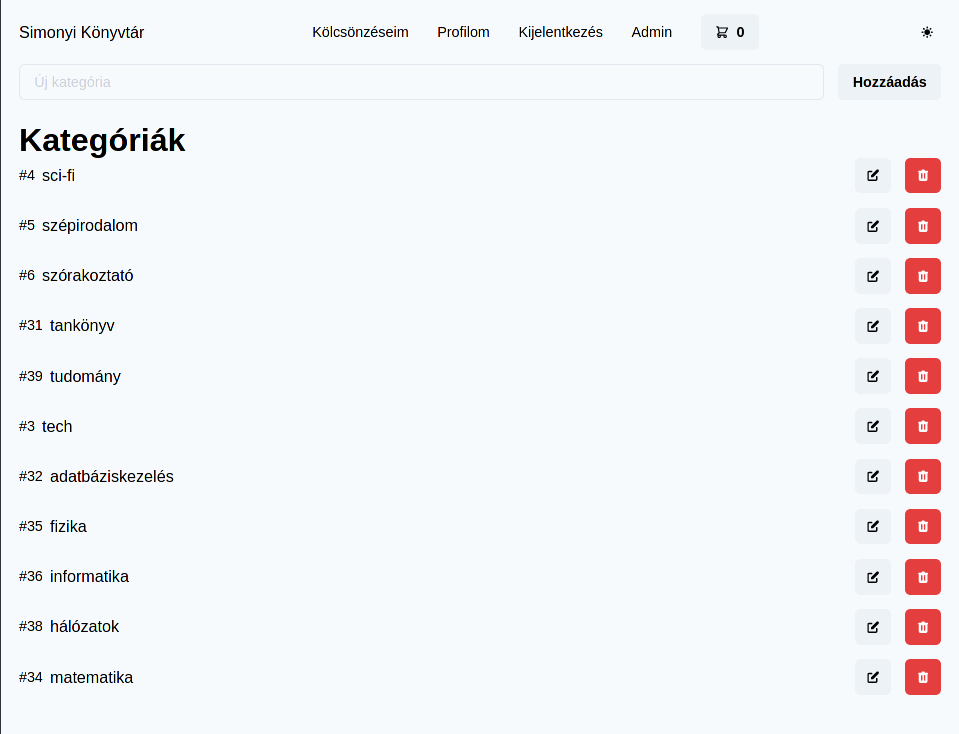 Simonyi Könyvtár Kölcsönzéseim Profilom Kijelentkezés Admin 0
Új kategória Hozzáadás
Kategóriák
#4 sci-fi
#5 szépirodalom
#6 szórakoztató
#31 tankönyv
#39 tudomány
#3 tech
#32 adatbáziskezelés
#35 fizika
#36 informatika
#38 hálózatok
#34 matematika